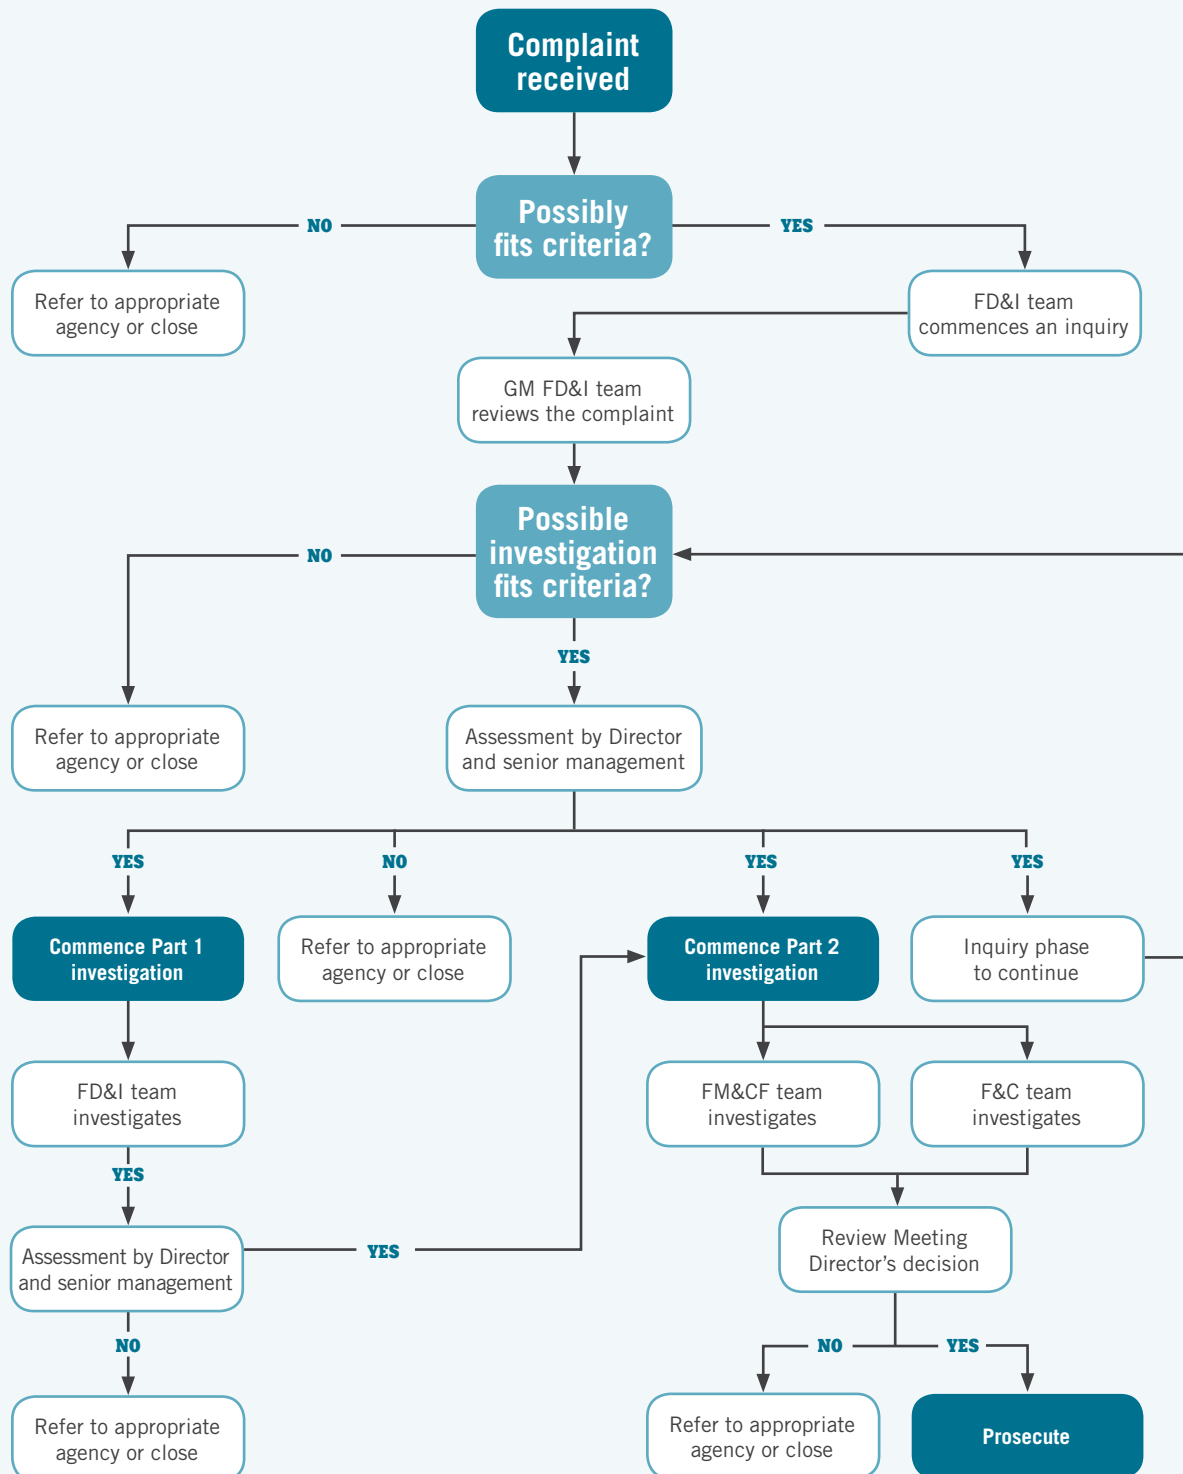 Complaint
received
Possibly
fits criteria?
NO
YES
Refer to appropriate
agency or close
FD&I team
commences an inquiry
GM FD&I team
reviews the complaint
Possible
investigation
fits criteria?
NO
YES
Refer to appropriate
agency or close
Assessment by Director
and senior management
YES
NO
YES
YES
Commence Part 1
investigation
Refer to appropriate
agency or close
Commence Part 2
investigation
Inquiry phase
to continue
FD&I team
investigates
FM&CF team
investigates
F&C team
investigates
YES
Assessment by Director
and senior management
YES
Review Meeting
Director’s decision
NO
NO
YES
Refer to appropriate
agency or close
Refer to appropriate
agency or close
Prosecute